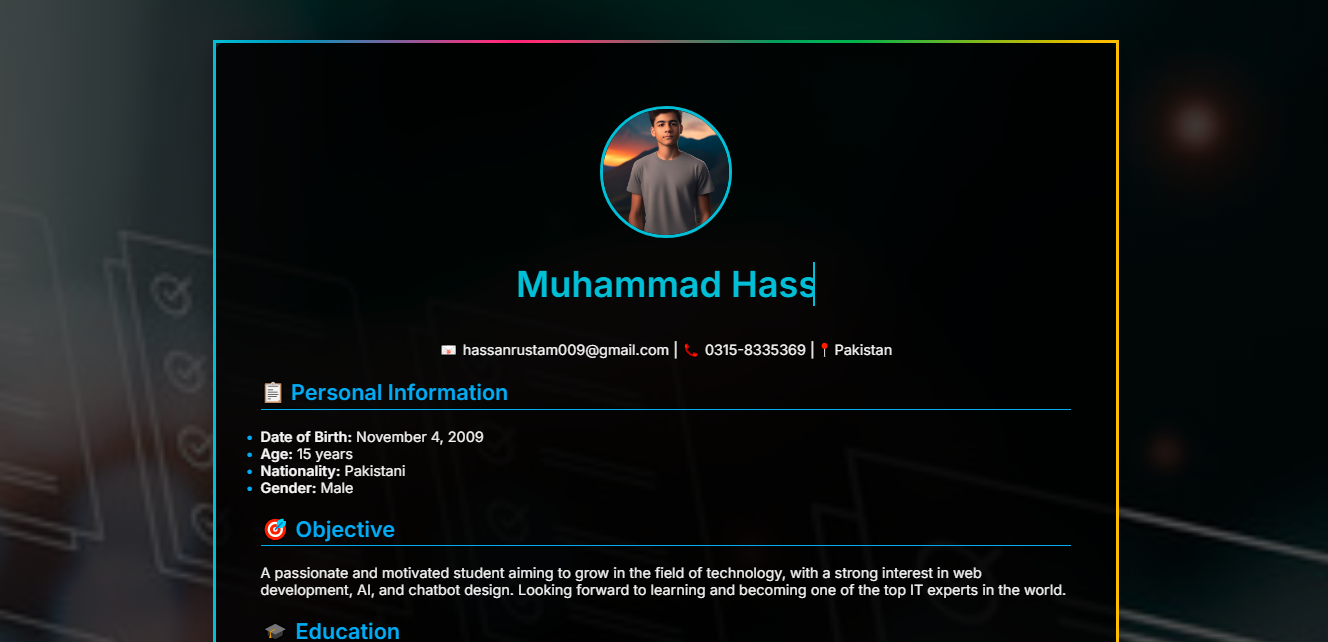 Muhammad Hass
hassanrustam009@gmail.com | 0315-8335369 | Pakistan
Personal Information
Date of Birth: November 4, 2009
Age: 15 years
Nationality: Pakistani
Gender: Male
Objective
A passionate and motivated student aiming to grow in the field of technology, with a strong interest in web
development, AI, and chatbot design. Looking forward to learning and becoming one of the top IT experts in the world.
Education